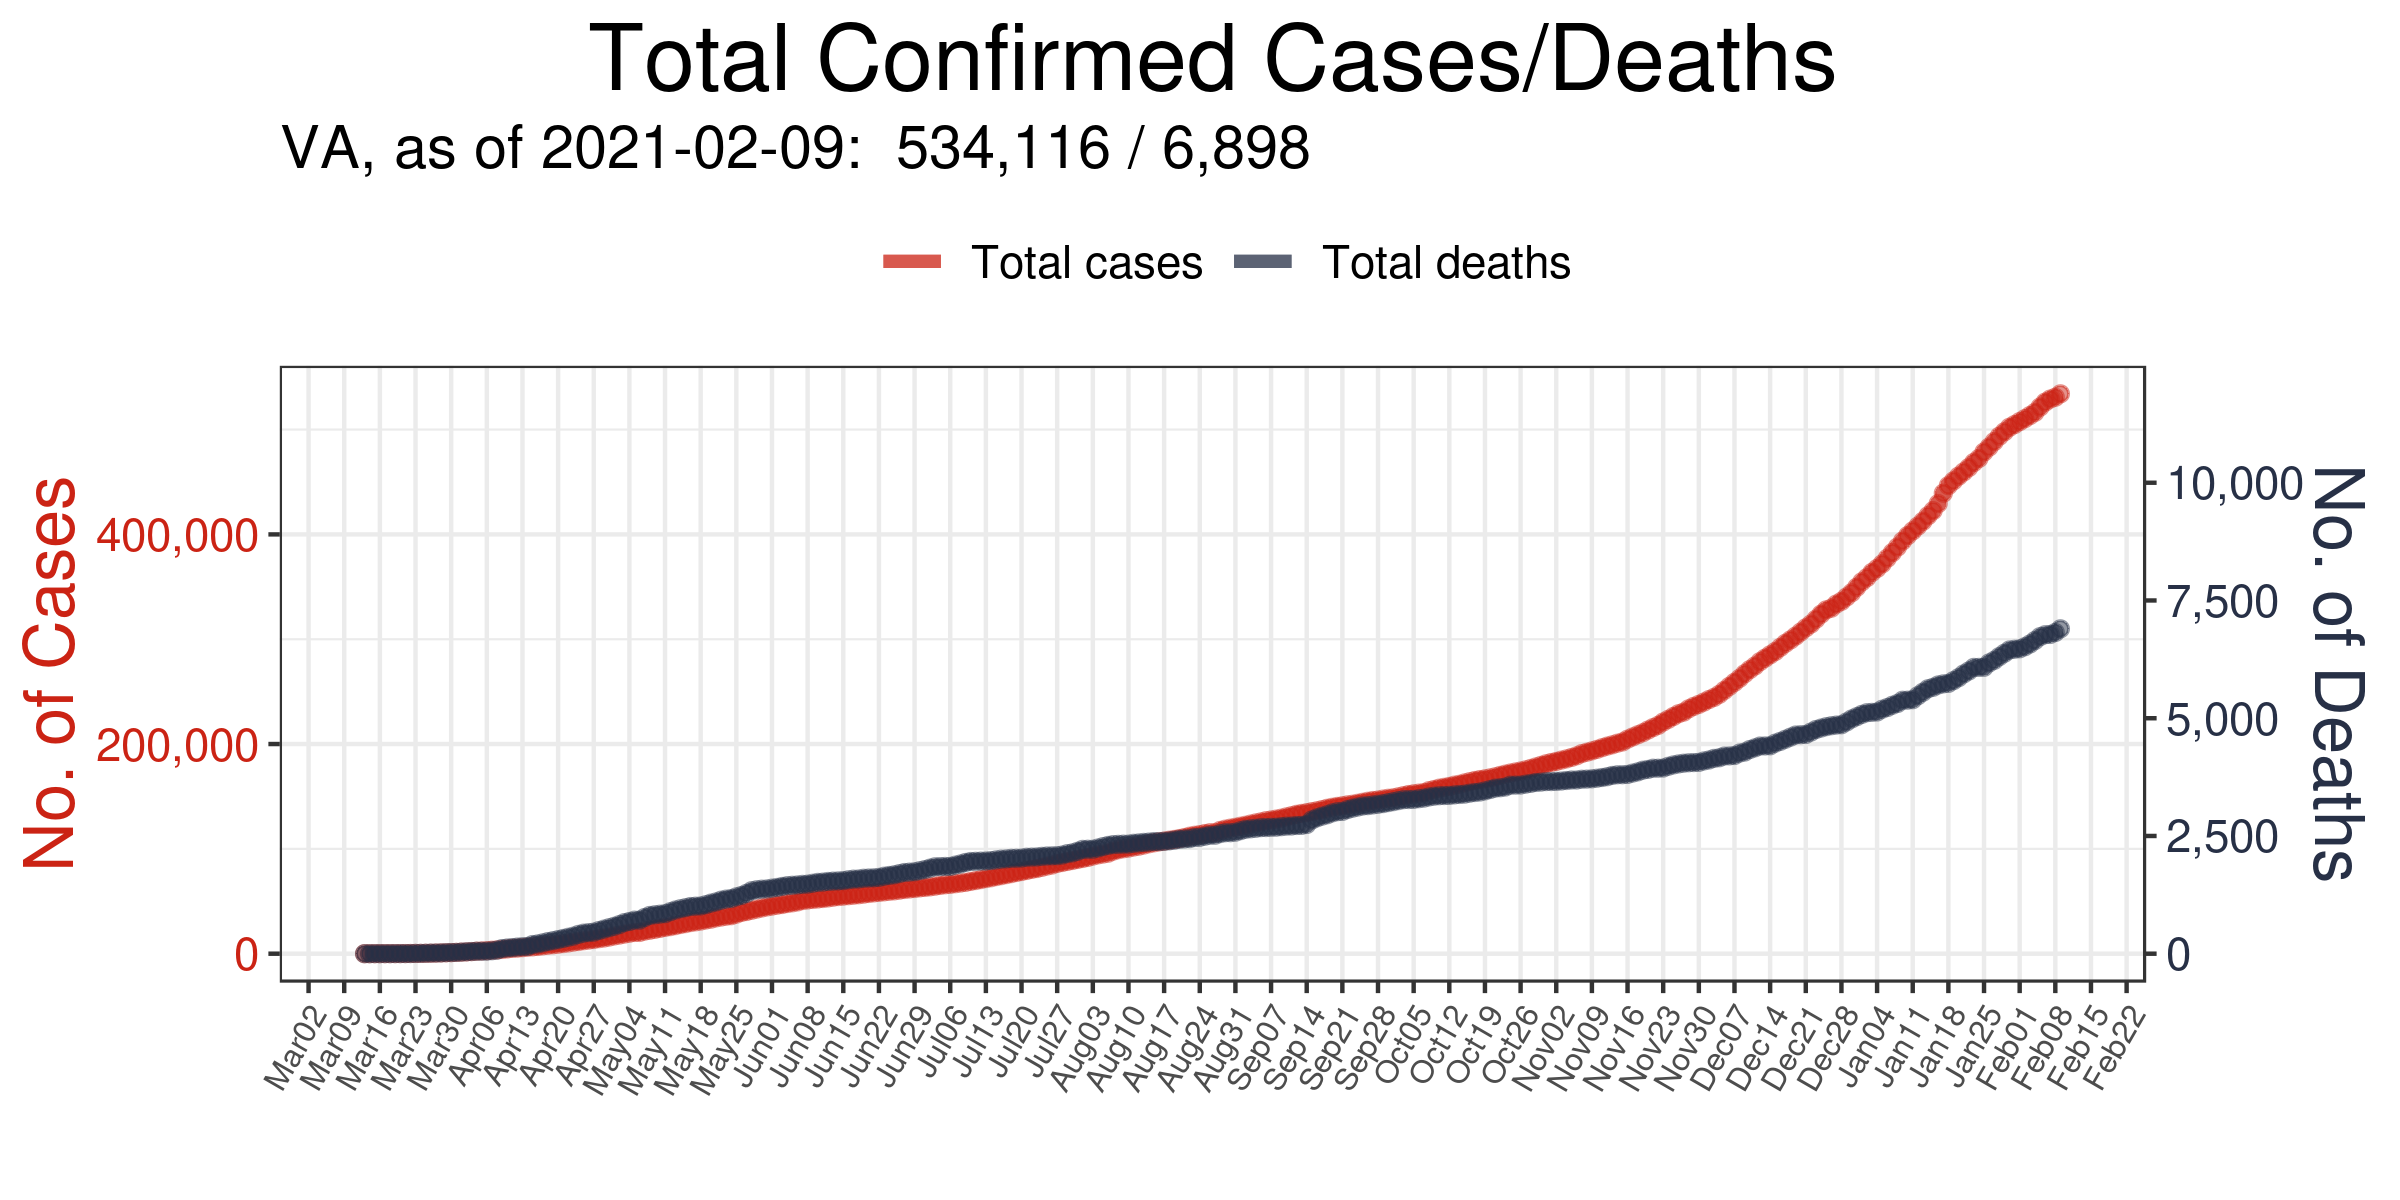 Total Confirmed Cases/Deaths
VA, as of 2021-02-09: 534,116 / 6,898
Total cases
Total deaths
No. of Cases
400,000
200,000
0
No. of Deaths
10,000
7,500
5,000
2,500
0
Mar02
Mar09
Mar16
Mar23
Mar30
Apr06
Apr13
Apr20
Apr27
May04
May11
May18
May25
Jun01
Jun08
Jun15
Jun22
Jun29
Jul06
Jul13
Jul20
Jul27
Aug03
Aug10
Aug17
Aug24
Aug31
Sep07
Sep14
Sep21
Sep28
Oct05
Oct12
Oct19
Oct26
Nov02
Nov09
Nov16
Nov23
Nov30
Dec07
Dec14
Dec21
Dec28
Jan04
Jan11
Jan18
Jan25
Feb01
Feb08
Feb15
Feb22